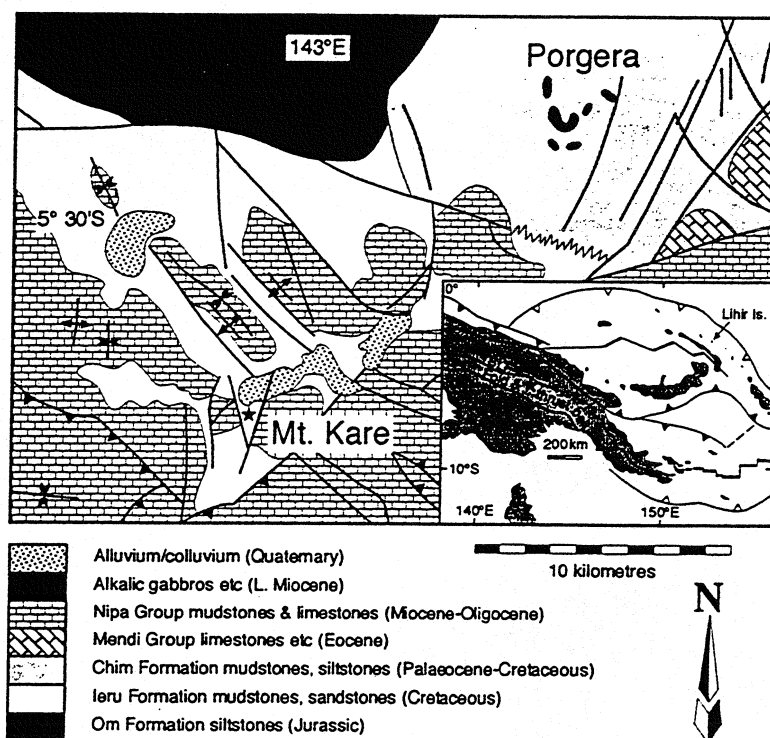 143°E
Porgera
5° 30'S
Mt. Kare
0°
Lihir Is.
200km
10°S
140°E
150°E
Alluvium/colluvium (Quaternary)
Alkalic gabbros etc (L. Miocene)
Nipa Group mudstones & limestones (Miocene-Oligocene)
Mendi Group limestones etc (Eocene)
Chim Formation mudstones, siltstones (Palaeocene-Cretaceous)
Ieru Formation mudstones, sandstones (Cretaceous)
Om Formation siltstones (Jurassic)
10 kilometres
N